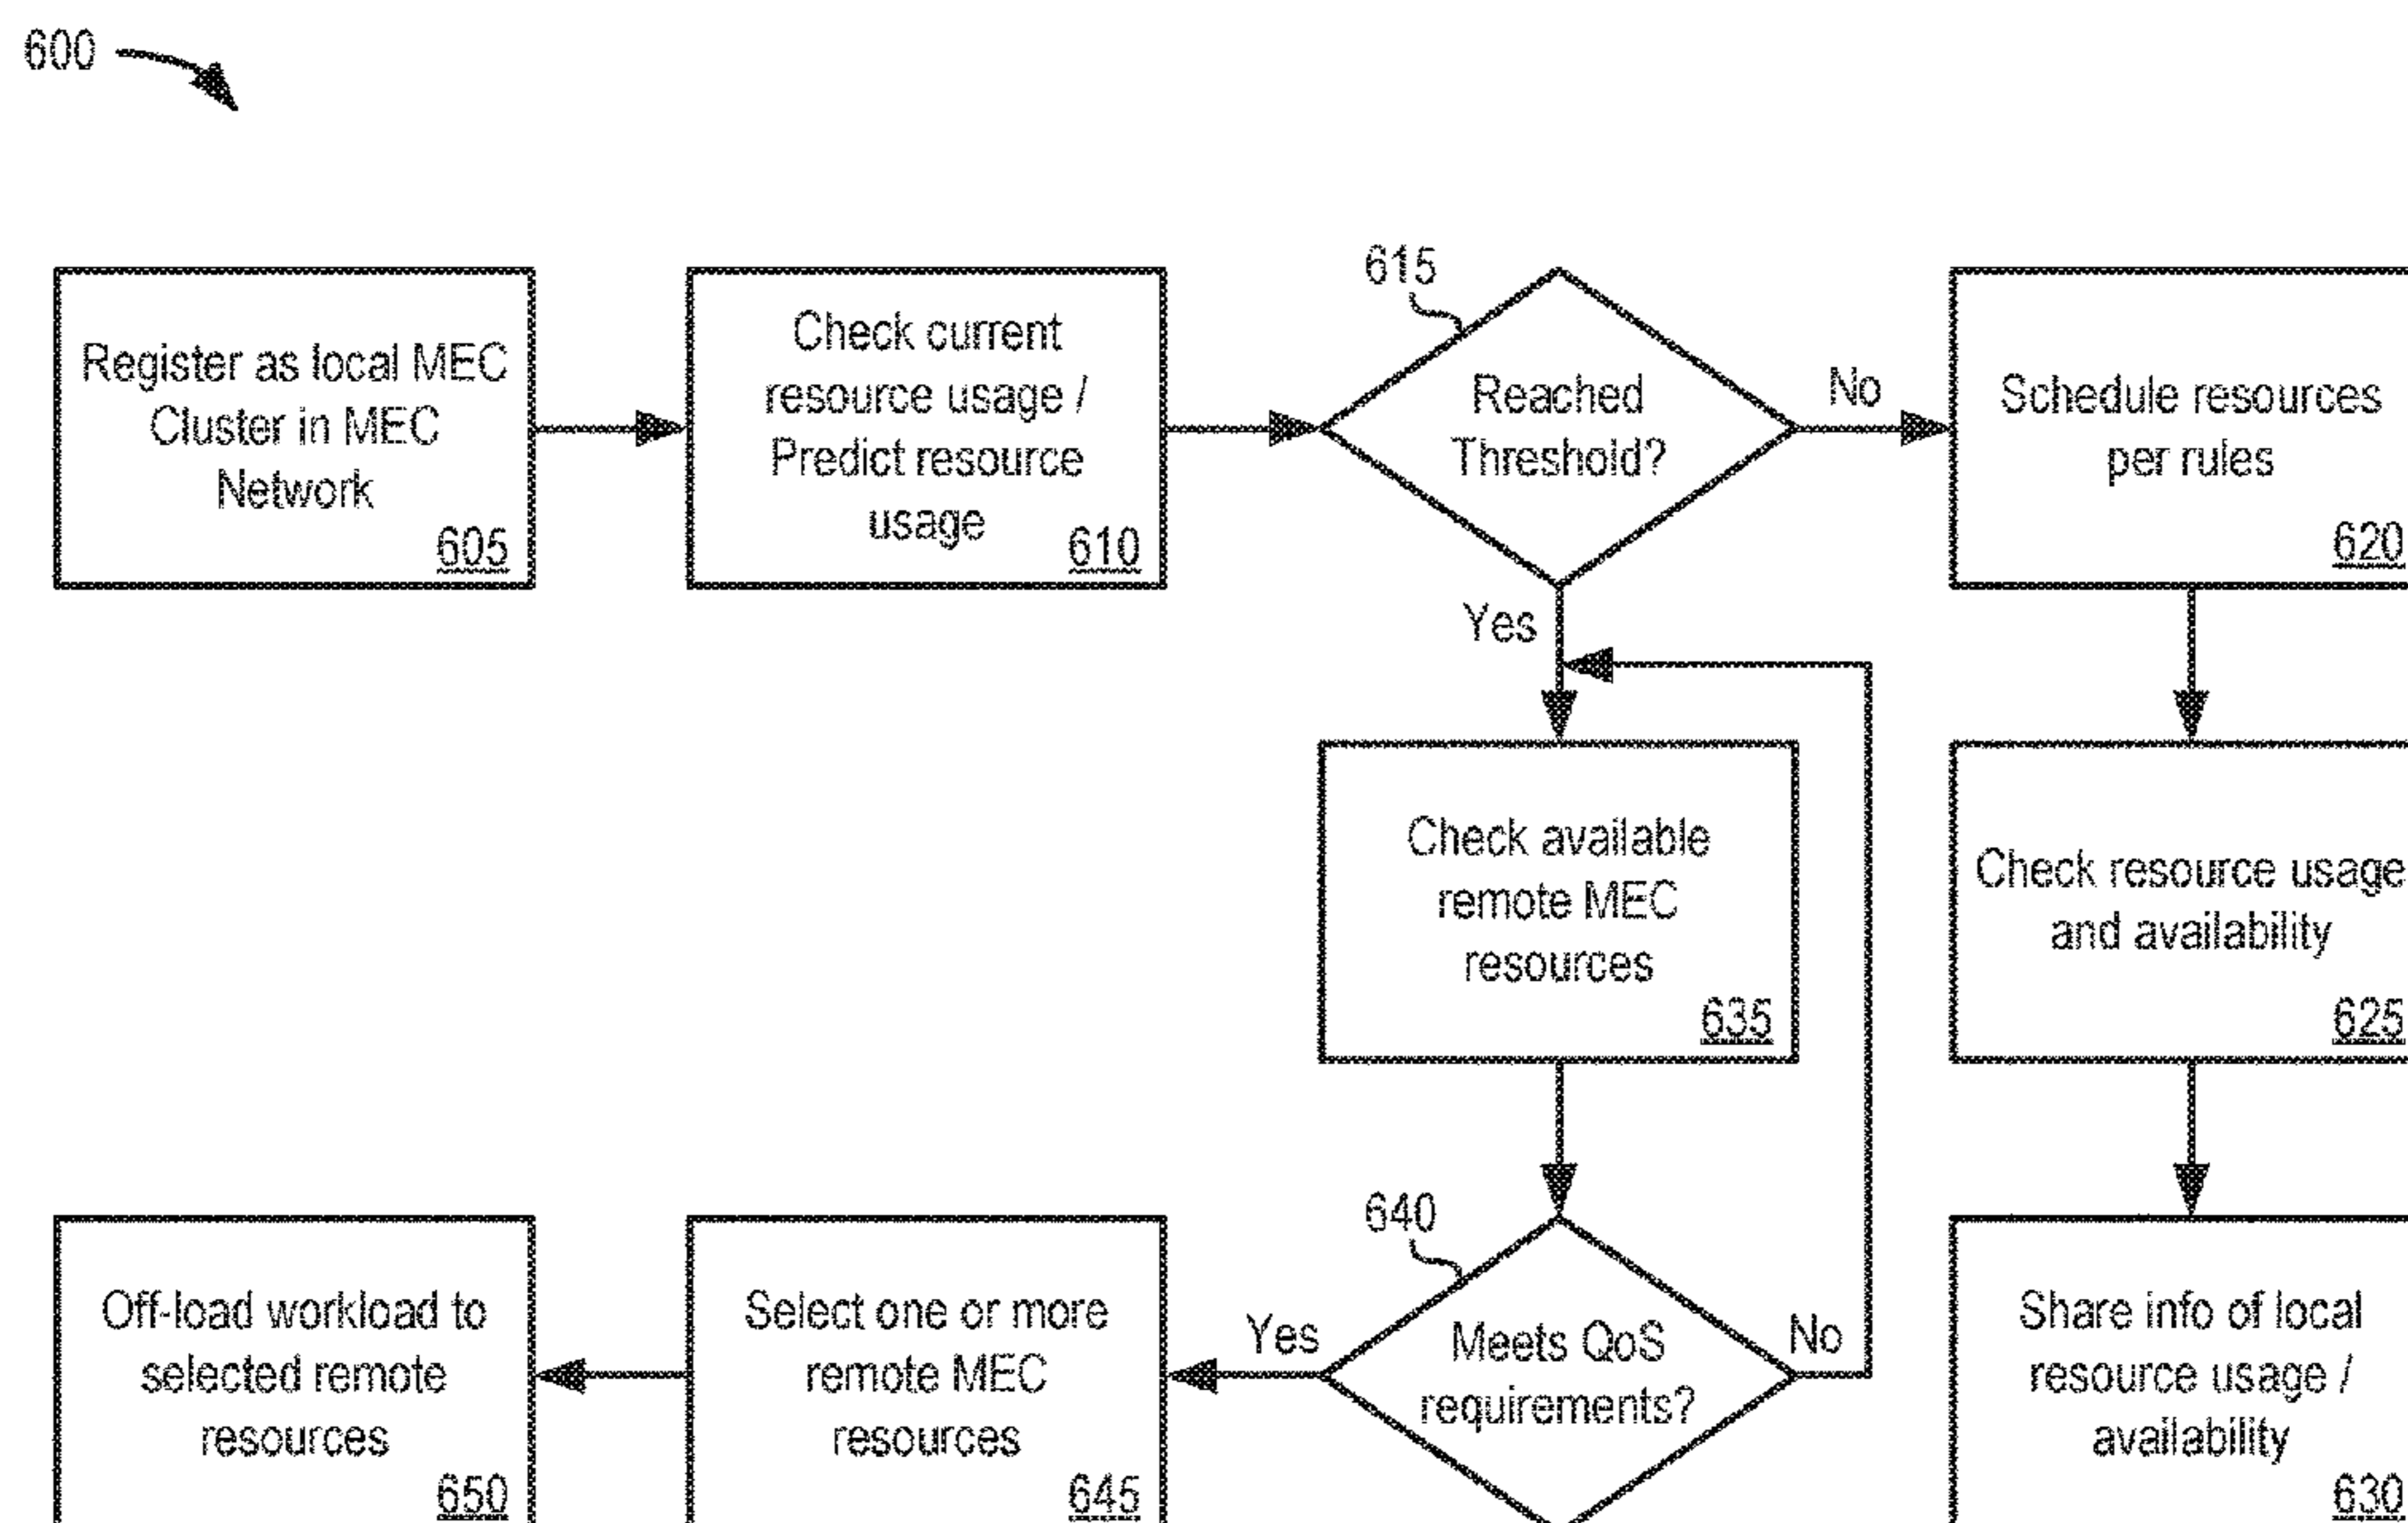 600
Register as local MEC
Cluster in MEC
Network
605
Check current
resource usage /
Predict resource
usage
610
615
Reached
Threshold?
No
Yes
Schedule resources
per rules
620
Check available
remote MEC
resources
635
Check resource usage
and availability
625
640
Meets QoS
requirements?
Yes
No
Select one or more
remote MEC
resources
645
Off-load workload to
selected remote
resources
650
Share info of local
resource usage /
availability
630